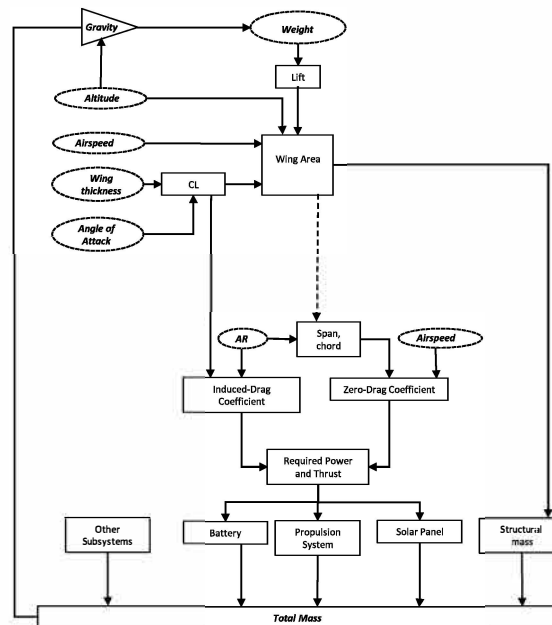 Gravity
Weight
Lift
Altitude
Airspeed
Wing Area
Wing
thickness
CL
Angle of
Attack
AR
Span,
chord
Airspeed
Induced-Drag
Coefficient
Zero-Drag Coefficient
Required Power
and Thrust
Other
Subsystems
Battery
Propulsion
System
Solar Panel
Structural
mass
Total Mass